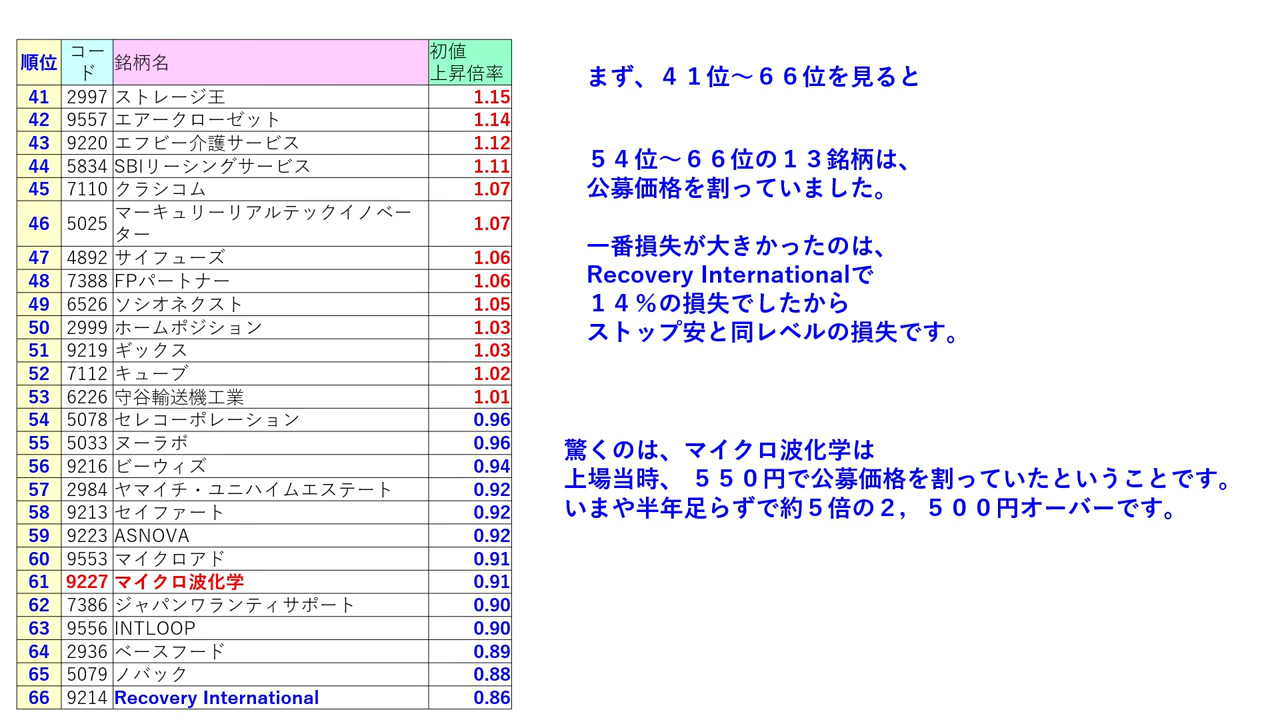 順位 コード 銘柄名 初値上昇倍率
41 2997 ストレージ王 1.15
42 9557 エアークローゼット 1.14
43 9220 エフビー介護サービス 1.12
44 5834 SBIリーシングサービス 1.11
45 7110 クラシコム 1.07
46 5025 マーキュリーリアルテックイノベーター 1.07
47 4892 サイフューズ 1.06
48 7388 FPパートナー 1.06
49 6526 ソシオネクスト 1.05
50 2999 ホームポジション 1.03
51 9219 ギックス 1.03
52 7112 キューブ 1.02
53 6226 守谷輸送機工業 1.01
54 5078 セレコーポレーション 0.96
55 5033 ヌーラボ 0.96
56 9216 ビーウィズ 0.94
57 2984 ヤマイチ・ユニハイムエステート 0.92
58 9213 セイファート 0.92
59 9223 ASNOVA 0.92
60 9553 マイクロアド 0.91
61 9227 マイクロ波化学 0.91
62 7386 ジャパンワランティサポート 0.90
63 9556 INTLOOP 0.90
64 2936 ベースフード 0.89
65 5079 ノバック 0.88
66 9214 Recovery International 0.86
まず、４１位～６６位を見ると
５４位～６６位の１３銘柄は、
公募価格を割っていました。
一番損失が大きかったのは、
Recovery Internationalで
１４％の損失でしたから
ストップ安と同レベルの損失です。
驚くのは、マイクロ波化学は
上場当時、５５０円で公募価格を割っていたということです。
いまや半年足らずで約５倍の２，５００円オーバーです。